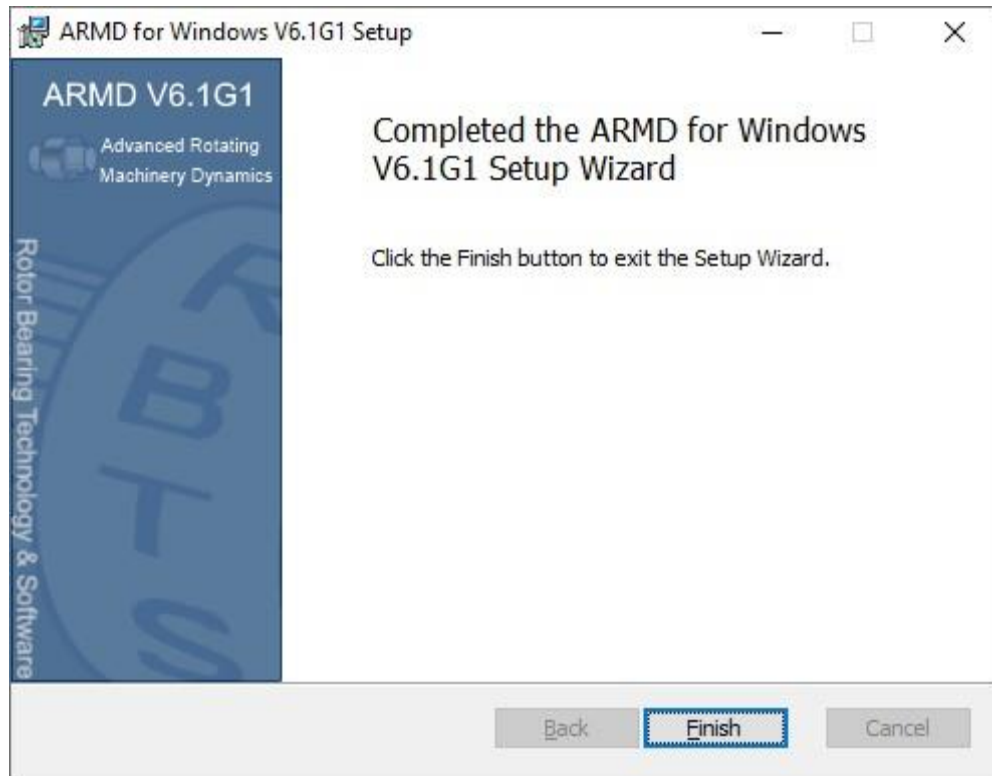 ARMD for Windows V6.1G1 Setup
ARMD V6.1G1
Advanced Rotating
Machinery Dynamics
Rotor Bearing Technology & Software
RBTS
Completed the ARMD for Windows
V6.1G1 Setup Wizard
Click the Finish button to exit the Setup Wizard.
Back
Finish
Cancel